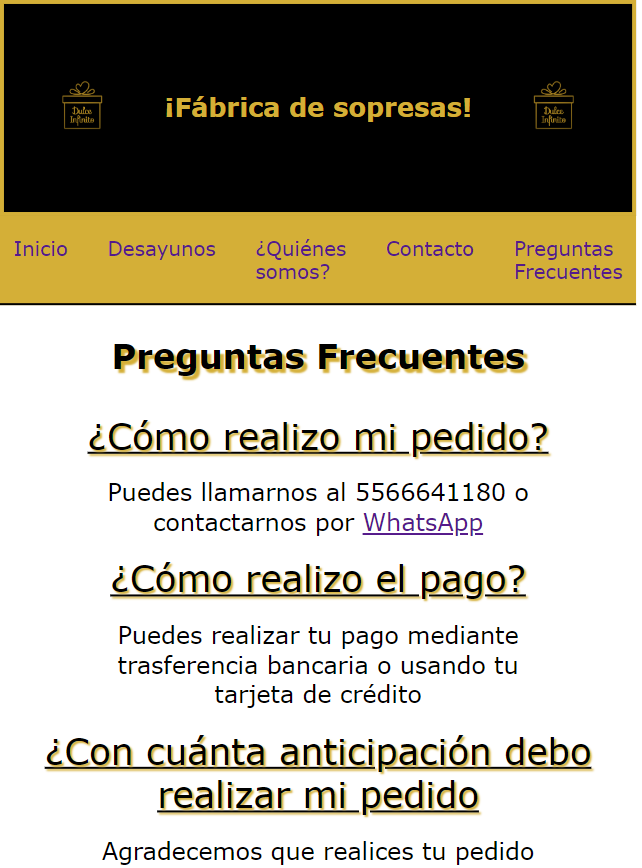 Dulce
Infinito
¡Fábrica de sopresas!
Dulce
Infinito
Inicio
Desayunos
¿Quiénes
somos?
Contacto
Preguntas
Frecuentes
Preguntas Frecuentes
¿Cómo realizo mi pedido?
Puedes llamarnos al 5566641180 o
contactarnos por WhatsApp
¿Cómo realizo el pago?
Puedes realizar tu pago mediante
trasferencia bancaria o usando tu
tarjeta de crédito
¿Con cuánta anticipación debo
realizar mi pedido
Agradecemos que realices tu pedido